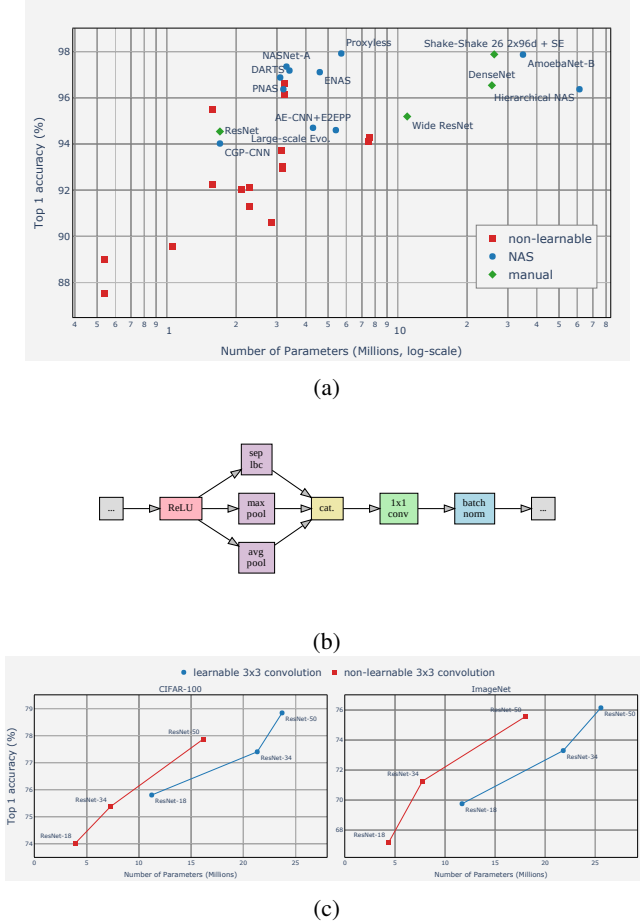 98
96
94
92
90
88
Top 1 accuracy (%)
Proxyless
Shake-Shake 26 2x96d + SE
NASNet-A
AmoebaNet-B
DARTS
ENAS
DenseNet
PNAS
Hierarchical NAS
AE-CNN+E2EPP
Wide ResNet
ResNet
Large-scale Evo.
CGP-CNN
non-learnable
NAS
manual
4 5 6 7 8 9 1 2 3 4 5 6 7 8 9 10 2 3 4 5 6 7 8
Number of Parameters (Millions, log-scale)
(a)
sep
lbc
... ReLU max
pool cat. 1x1
conv batch
norm ...
avg
pool
(b)
learnable 3x3 convolution non-learnable 3x3 convolution
CIFAR-100
Top 1 accuracy (%)
79
78
77
76
75
74
ResNet-50
ResNet-50
ResNet-34
ResNet-34
ResNet-18
ResNet-18
0 5 10 15 20 25
Number of Parameters (Millions)
ImageNet
76
74
72
70
68
ResNet-50
ResNet-50
ResNet-34
ResNet-34
ResNet-18
ResNet-18
0 5 10 15 20 25
Number of Parameters (Millions)
(c)